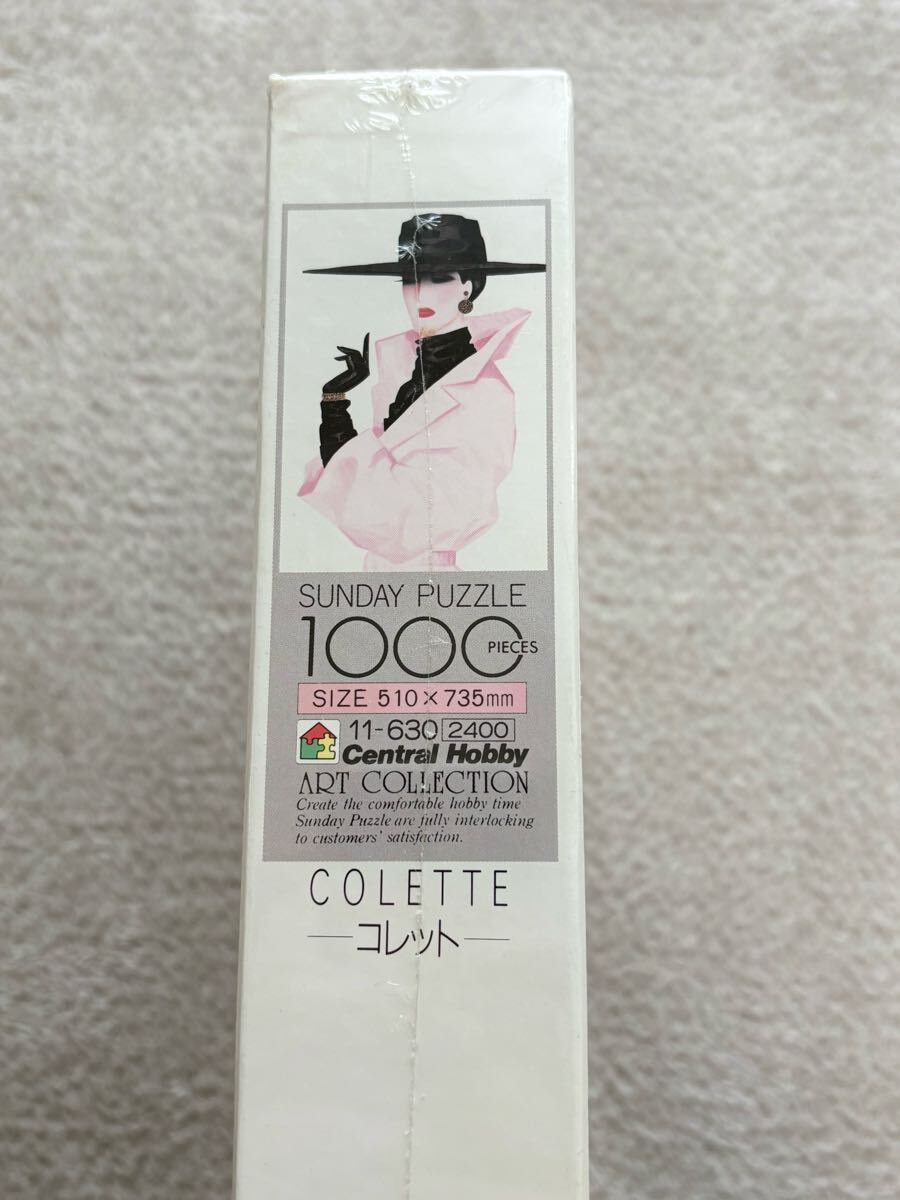 SUNDAY PUZZLE
1000 PIECES
SIZE 510×735mm
11-630 2400
Central Hobby
ART COLLECTION
Create the comfortable hobby time
Sunday Puzzle are fully interlocking
to customers' satisfaction.
COLETTE
—コレット—